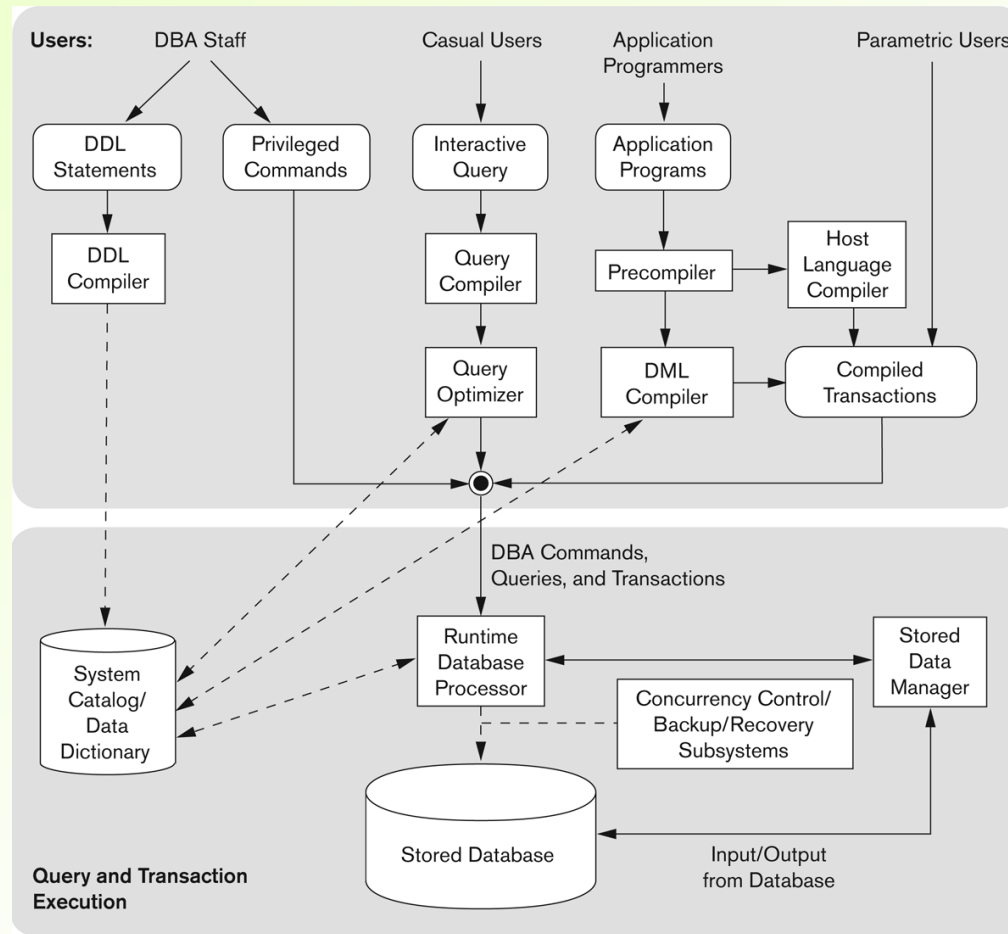 Users:
DBA Staff
Casual Users
Application
Programmers
Parametric Users
DDL
Statements
Privileged
Commands
Interactive
Query
Application
Programs
DDL
Compiler
Query
Compiler
Precompiler
Host
Language
Compiler
Query
Optimizer
DML
Compiler
Compiled
Transactions
DBA Commands,
Queries, and Transactions
System
Catalog/
Data
Dictionary
Runtime
Database
Processor
Stored
Data
Manager
Concurrency Control/
Backup/Recovery
Subsystems
Stored Database
Input/Output
from Database
Query and Transaction
Execution